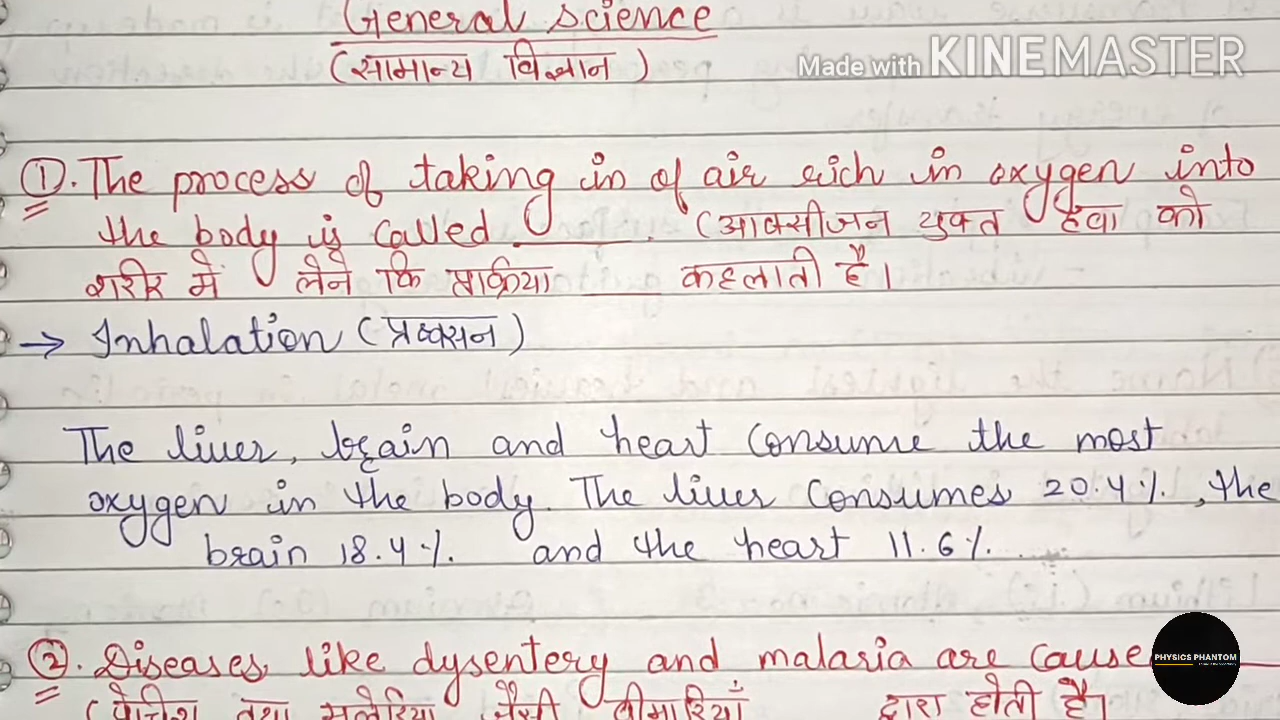 General science
(सामान्य विज्ञान)
Made with KINEMASTER
①. The process of taking in of air rich in oxygen into
the body is called ______. (आक्सीजन युक्त हवा को
शरीर में लेने कि प्रक्रिया ____ कहलाती है।
→ Inhalation (प्रश्वसन)
The liver, brain and heart consume the most
oxygen in the body. The liver consumes 20.4%, the
brain 18.4% and the heart 11.6%.
②. Diseases like dysentery and malaria are cause
(पेचीश तथा मलेरिया जैसी बीमारियाँ द्वारा होती है।
PHYSICS PHANTOM